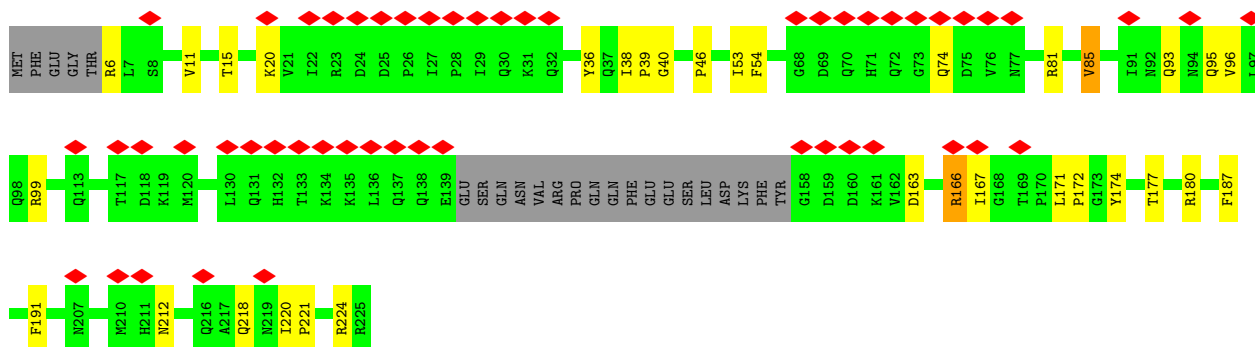 MET PHE GLU GLY THR R6 L7 S8 V11 T15 K20 V21 I22 R23 D24 D25 P26 I27 P28 I29 Q30 K31 Q32 Y36 Q37 I38 P39 G40 P46 I53 F54 G68 D69 Q70 H71 Q72 G73 Q74 D75 V76 N77 R81 V85 I91 N92 Q93 N94 Q95 V96 L97
Q98 R99 Q113 T117 D118 K119 M120 L130 Q131 H132 T133 K134 K135 L136 Q137 Q138 E139 GLU SER GLN ASN VAL ARG PRO GLN GLN PHE GLU GLU SER LEU ASP LYS PHE TYR G158 D159 D160 K161 V162 D163 R166 I167 G168 T169 P170 L171 P172 G173 Y174 T177 R180 F187
F191 N207 M210 H211 N212 Q216 A217 Q218 N219 I220 P221 R224 R225